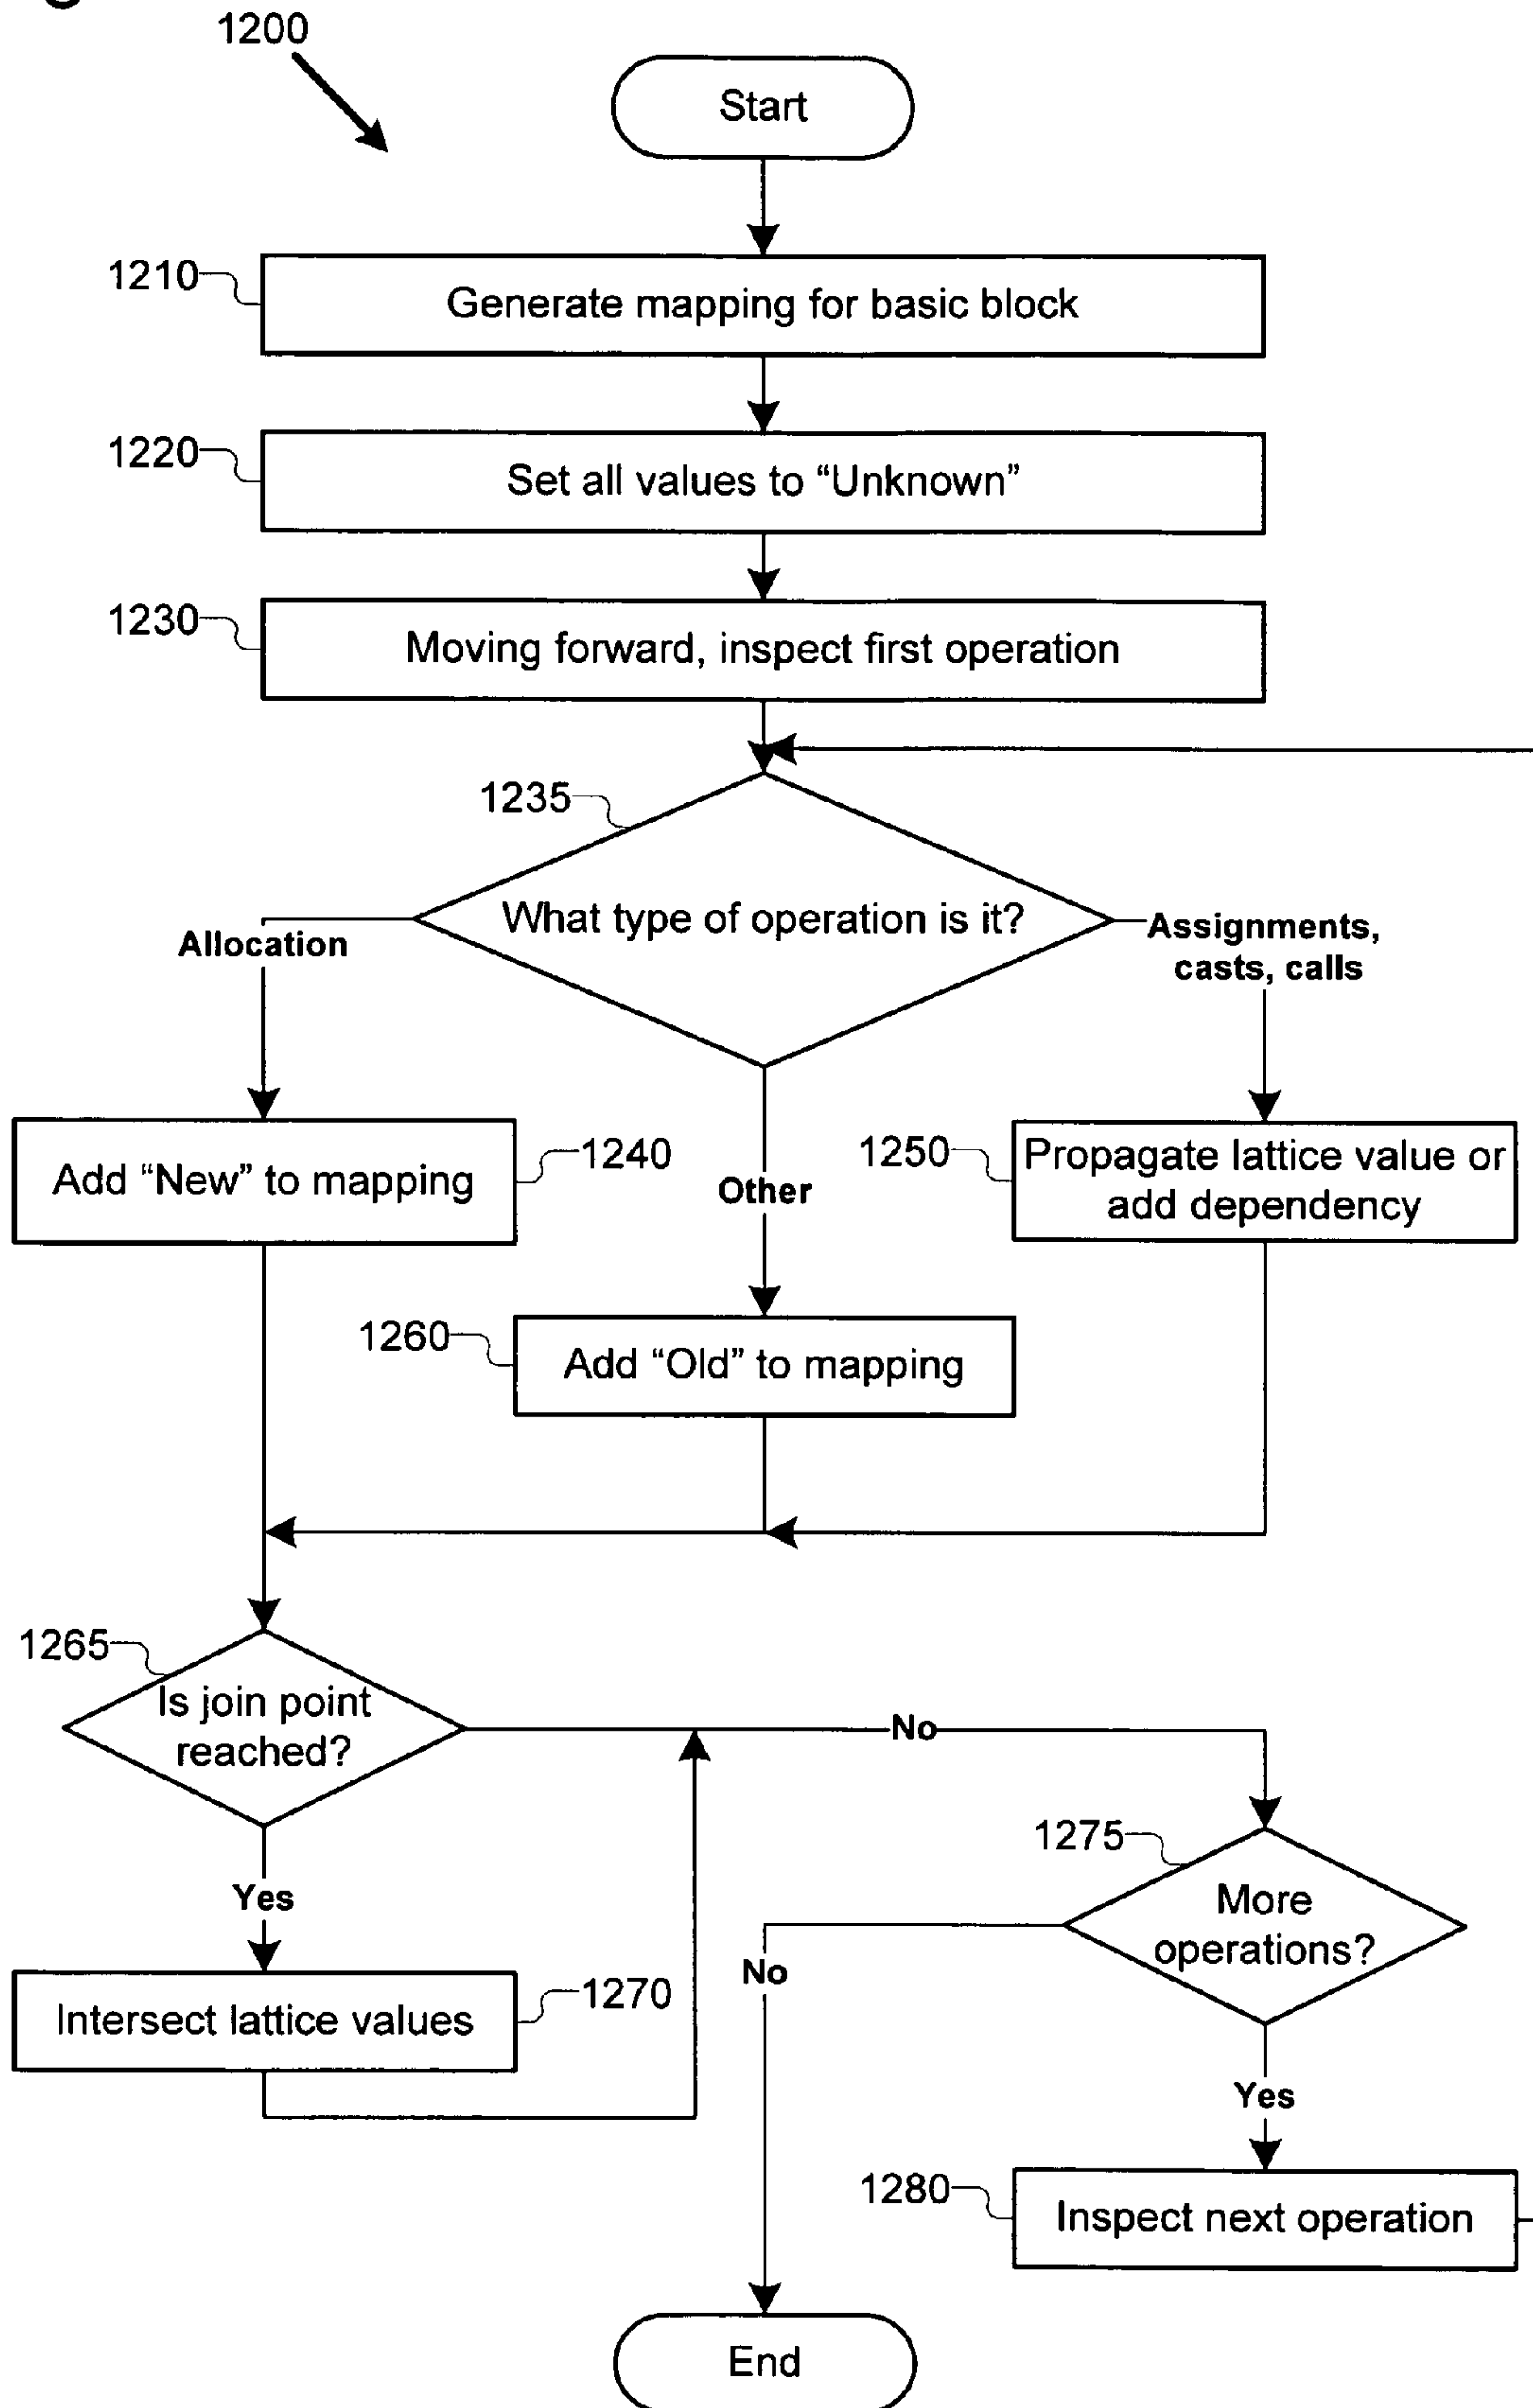 1200
Start
1210
Generate mapping for basic block
1220
Set all values to “Unknown”
1230
Moving forward, inspect first operation
1235
What type of operation is it?
Allocation
Assignments,
casts, calls
Add “New” to mapping
1240
Other
1250
Propagate lattice value or
add dependency
1260
Add “Old” to mapping
1265
Is join point
reached?
No
Yes
1275
More
operations?
No
Intersect lattice values
1270
Yes
1280
Inspect next operation
End